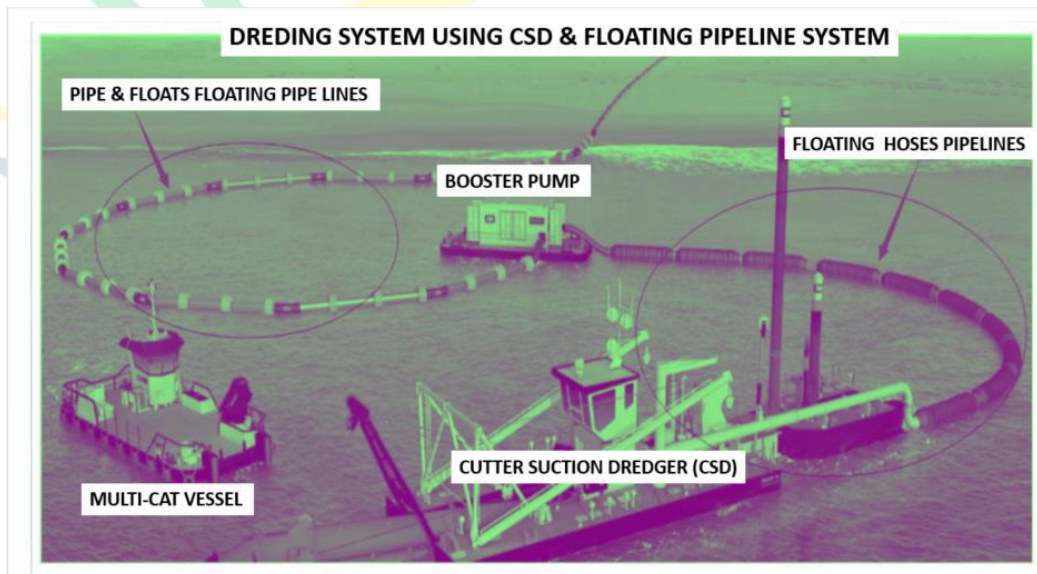 DREDING SYSTEM USING CSD & FLOATING PIPELINE SYSTEM
PIPE & FLOATS FLOATING PIPE LINES
FLOATING HOSES PIPELINES
BOOSTER PUMP
CUTTER SUCTION DREDGER (CSD)
MULTI-CAT VESSEL